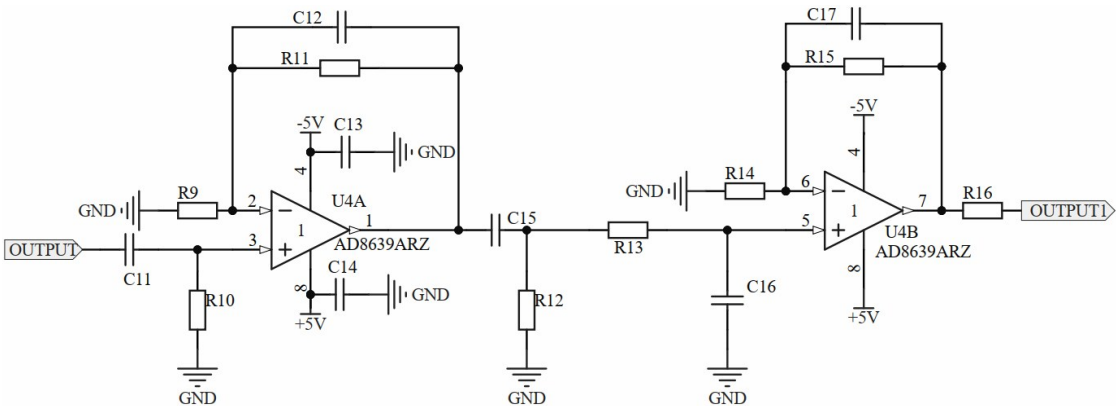 C12
R11
-5V
C13
GND
4
R9
2
U4A
GND
1
1
OUTPUT
3
AD8639ARZ
C11
R10
8
C14
GND
+5V
GND
C15
R13
R12
GND
C16
GND
C17
R15
-5V
4
R14
6
GND
1
7
R16
OUTPUT1
5
U4B
AD8639ARZ
8
+5V